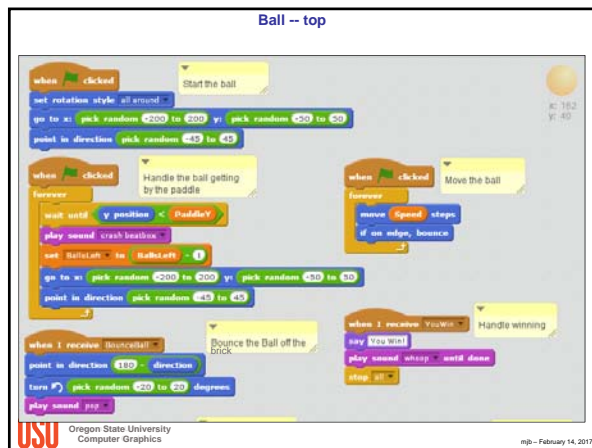 Ball -- top
when clicked
set rotation style all around
go to x: pick random -200 to 200 y: pick random -50 to 50
point in direction pick random -45 to 45
Start the ball
x: 162
y: 40
when clicked
forever
wait until y position < PaddleY
play sound crash beatbox
set BallsLeft to BallsLeft - 1
go to x: pick random -200 to 200 y: pick random -50 to 50
point in direction pick random -45 to 45
Handle the ball getting
by the paddle
when clicked
forever
move Speed steps
if on edge, bounce
Move the ball
when I receive BounceBall
point in direction 180 - direction
turn pick random -20 to 20 degrees
play sound pop
Bounce the Ball off the
brick
when I receive YouWin
say You Win!
play sound whoop until done
stop all
Handle winning
OSU
Oregon State University
Computer Graphics
mjb – February 14, 2017